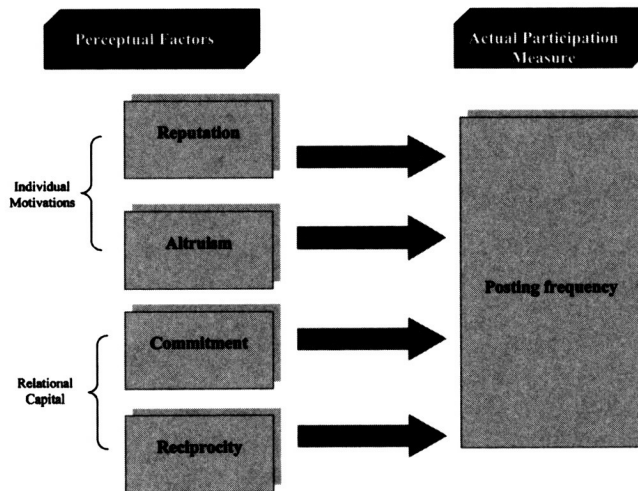 Perceptual Factors
Actual Participation
Measure
Reputation
Individual
Motivations
Altruism
Posting frequency
Commitment
Relational
Capital
Reciprocity